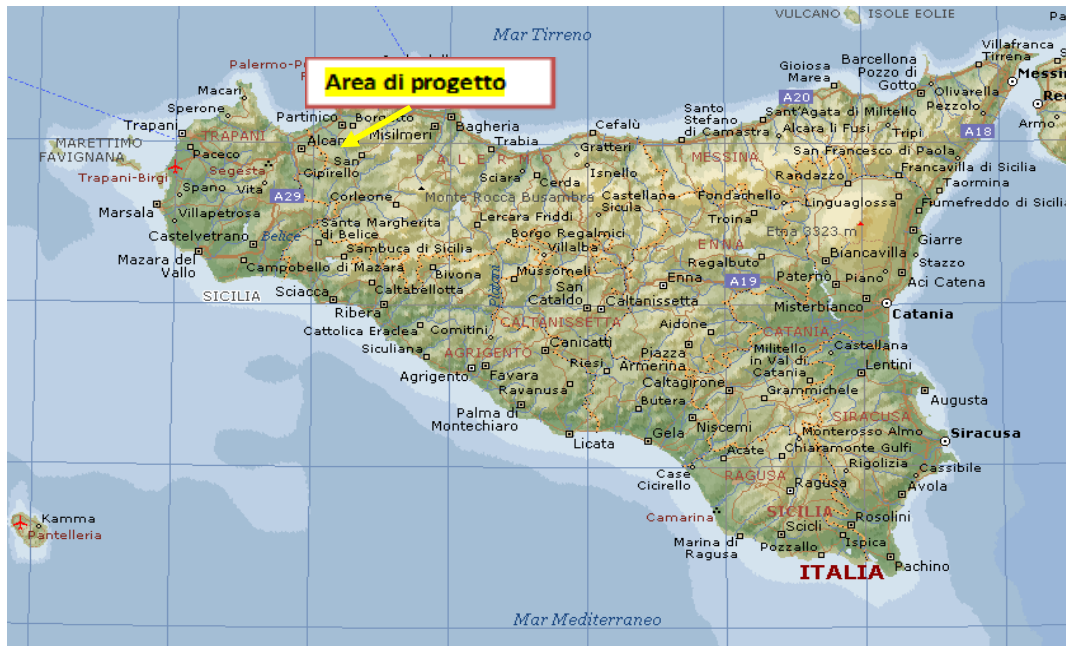 VULCANO
ISOLE EOLIE
Pa
Mar Tirreno
Villafranca
Tirrena
Palermo-Pu
Area di progetto
Gioiosa
Marea
Barcellona
Pozzo di
Gotto
Messin
Macari
Olivarella
Reg
Sperone
A20
Pezzolo
Partinico
Borgetto
Santo
Stefano
di Camastra
Sant'Agata di Militello
Armo
Trapani
TRAPANI
Alcam
Misilmeri
Bagheria
Cefalù
Alcara li Fusi
Tripi
A18
MARETTIMO
FAVIGNANA
Paceco
Trabia
San
Gipirello
PALERMO
Gratteri
MESSINA
San Francesco di Paola
Segesta
Trapani-Birgi
Isnello
Francavilla di Sicilia
Spano
Vita
Sciara
Cerda
Randazzo
Taormina
A29
Corleone
Monte Rocca Busambra
Castellana
Sicula
Fondachello
Linguaglossa
Fiumefreddo di Sicilia
Marsala
Villapetrosa
Santa Margherita
di Belice
Lercara Friddi
Troina
Etna 3323 m
Castelvetrano
Belice
Borgo Regalmici
Giarre
Sambuca di Sicilia
Villalba
ENNA
Regalbuto
Biancavilla
Stazzo
Mazara del
Vallo
Campobello di Mazara
Bivona
Mussomeli
Enna
A19
Paternò
Piano
Aci Catena
SICILIA
Sciacca
Caltabellotta
Platani
San
Cataldo
Caltanissetta
Misterbianco
Catania
Ribera
Cattolica Eraclea
Comitini
CALTANISSETTA
Aidone
CATANIA
Siculiana
AGRIGENTO
Canicattì
Piazza
Armerina
Militello
in Val di
Catania
Castellana
Riesi
Lentini
Agrigento
Favara
Ravanusa
Caltagirone
Grammichele
Augusta
Butera
Palma di
Montechiaro
SIRACUSA
Niscemi
Monterosso Almo
Siracusa
Licata
Gela
Acate
Chiaramonte Gulfi
Case
Cicirello
Rigolizia
Cassibile
RAGUSA
Ragusa
Avola
Kamma
Camarina
SICILIA
Scicli
Rosolini
Pantelleria
Marina di
Ragusa
Pozzallo
Ispica
Pachino
ITALIA
Mar Mediterraneo